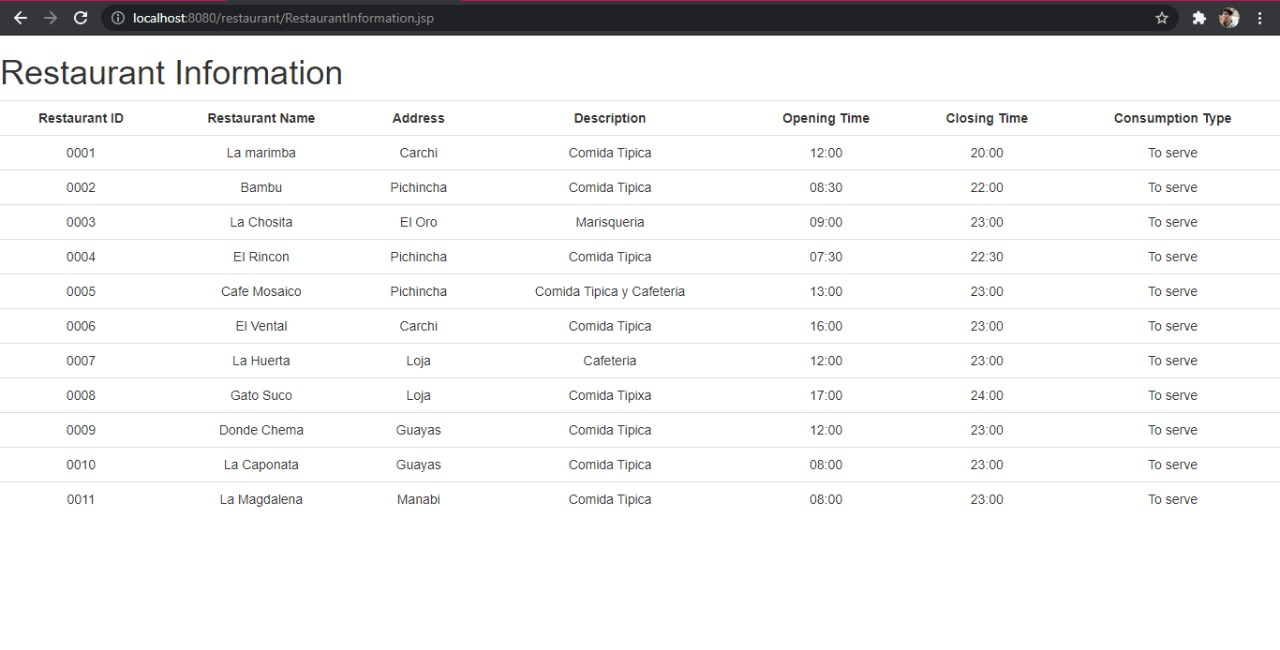 localhost:8080/restaurant/RestaurantInformation.jsp
Restaurant Information
Restaurant ID Restaurant Name Address Description Opening Time Closing Time Consumption Type
0001 La marimba Carchi Comida Tipica 12:00 20:00 To serve
0002 Bambu Pichincha Comida Tipica 08:30 22:00 To serve
0003 La Chosita El Oro Marisqueria 09:00 23:00 To serve
0004 El Rincon Pichincha Comida Tipica 07:30 22:30 To serve
0005 Cafe Mosaico Pichincha Comida Tipica y Cafeteria 13:00 23:00 To serve
0006 El Vental Carchi Comida Tipica 16:00 23:00 To serve
0007 La Huerta Loja Cafeteria 12:00 23:00 To serve
0008 Gato Suco Loja Comida Tipixa 17:00 24:00 To serve
0009 Donde Chema Guayas Comida Tipica 12:00 23:00 To serve
0010 La Caponata Guayas Comida Tipica 08:00 23:00 To serve
0011 La Magdalena Manabi Comida Tipica 08:00 23:00 To serve